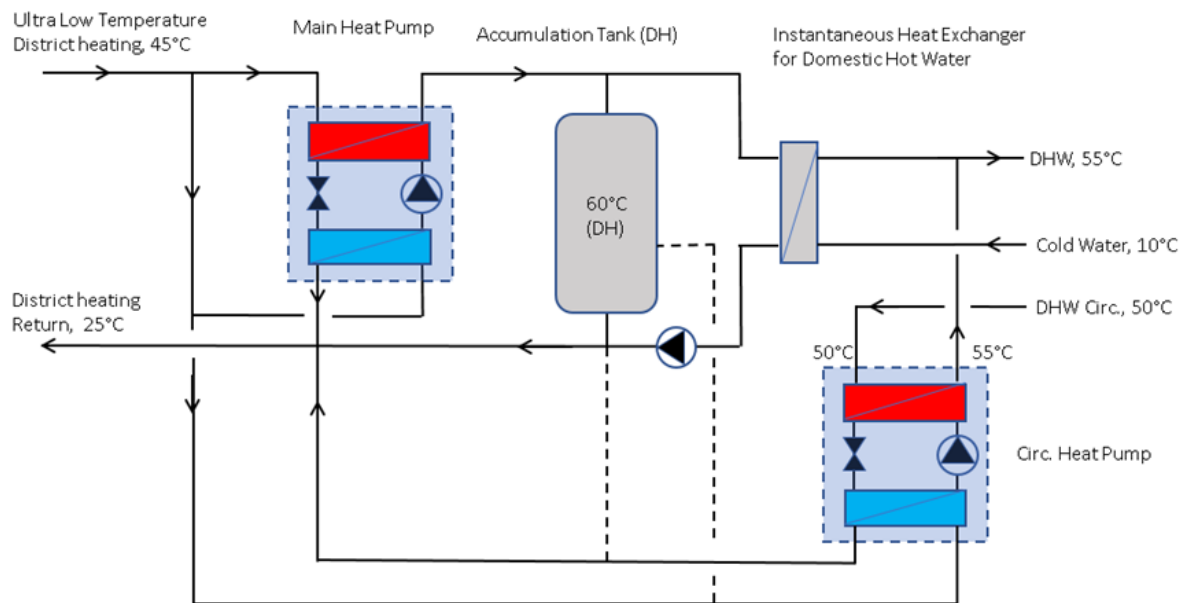 Ultra Low Temperature
District heating, 45°C
Main Heat Pump
Accumulation Tank (DH)
Instantaneous Heat Exchanger
for Domestic Hot Water
DHW, 55°C
60°C
(DH)
Cold Water, 10°C
District heating
Return, 25°C
DHW Circ., 50°C
50°C
55°C
Circ. Heat Pump